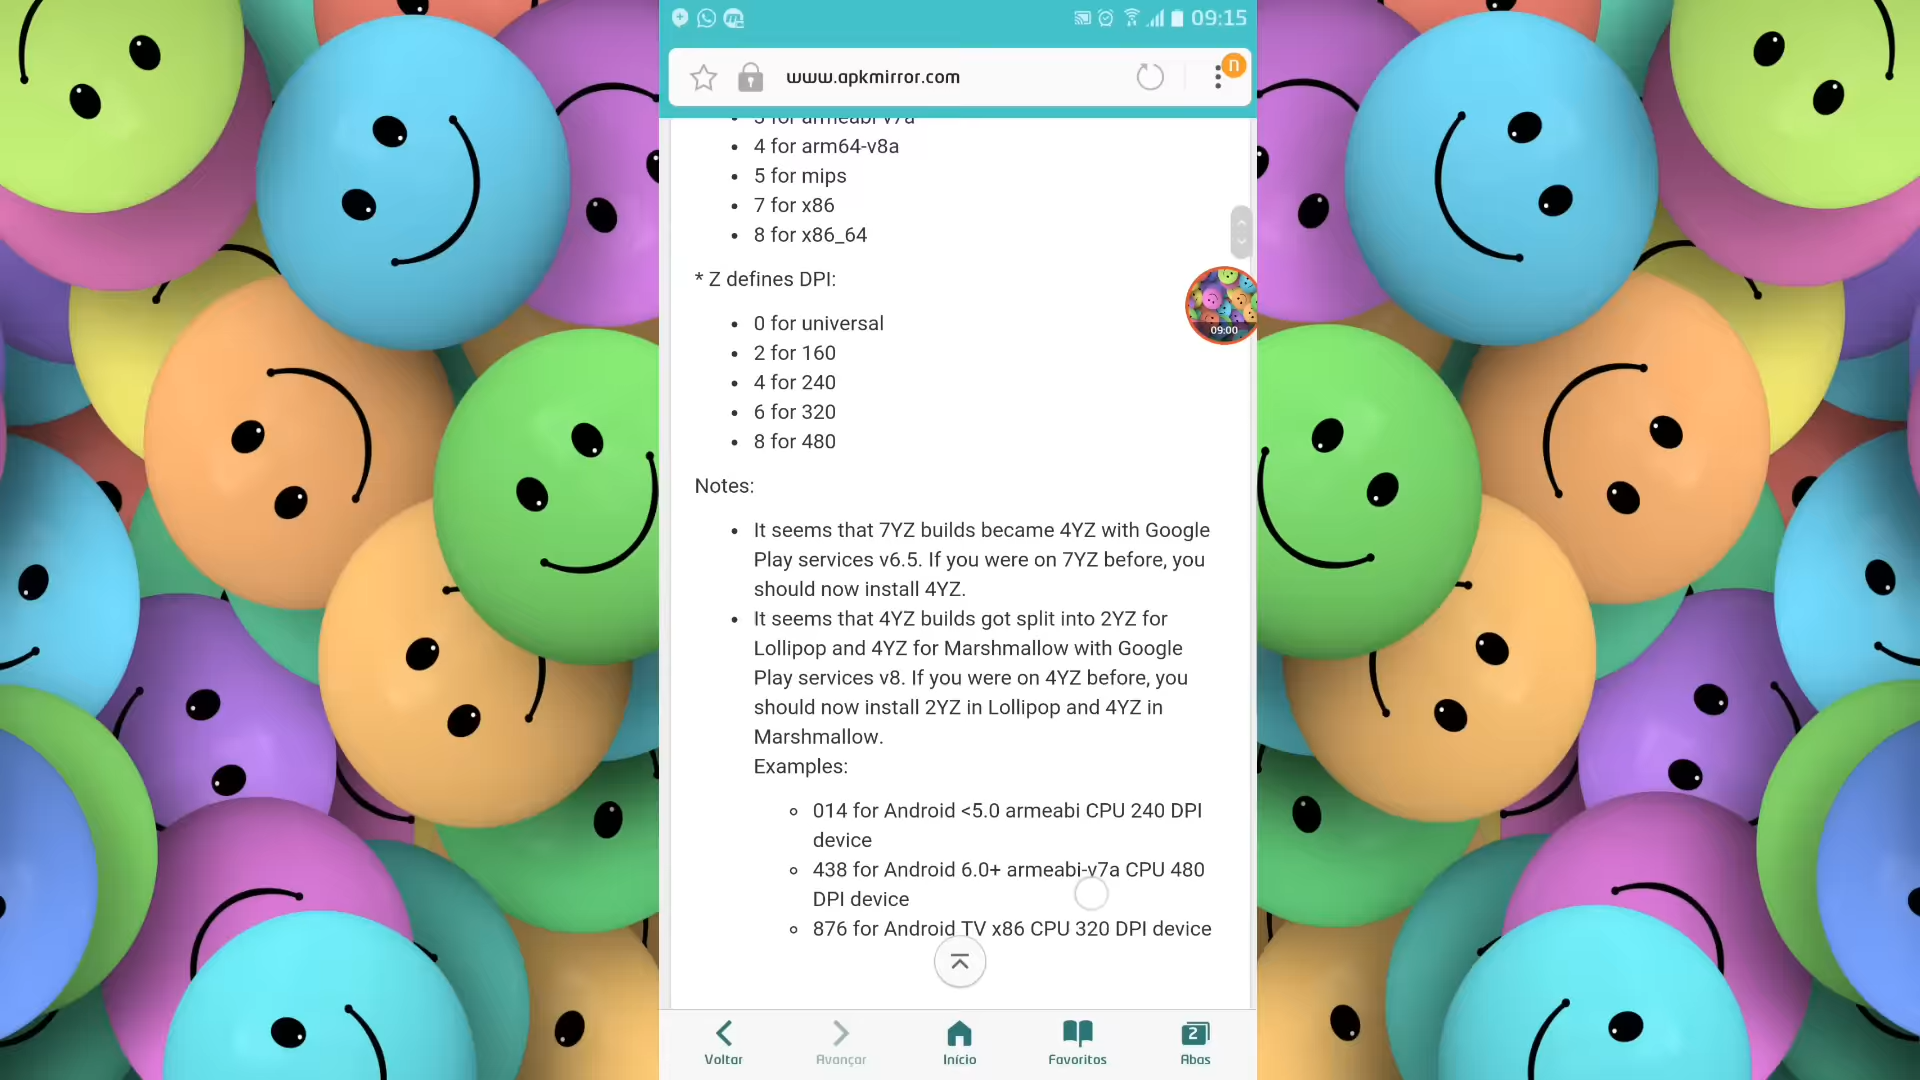 09:15
www.apkmirror.com
n
3 for armeabi-v7a
4 for arm64-v8a
5 for mips
7 for x86
8 for x86_64
* Z defines DPI:
0 for universal
09:00
2 for 160
4 for 240
6 for 320
8 for 480
Notes:
It seems that 7YZ builds became 4YZ with Google
Play services v6.5. If you were on 7YZ before, you
should now install 4YZ.
It seems that 4YZ builds got split into 2YZ for
Lollipop and 4YZ for Marshmallow with Google
Play services v8. If you were on 4YZ before, you
should now install 2YZ in Lollipop and 4YZ in
Marshmallow.
Examples:
014 for Android <5.0 armeabi CPU 240 DPI
device
438 for Android 6.0+ armeabi-v7a CPU 480
DPI device
876 for Android TV x86 CPU 320 DPI device
2
Voltar Avançar Início Favoritos Abas